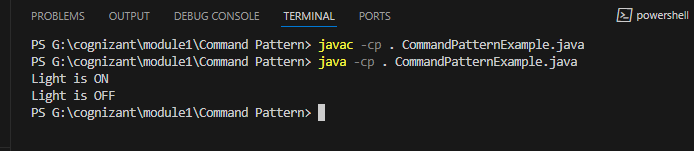 PROBLEMS OUTPUT DEBUG CONSOLE TERMINAL PORTS powershell
PS G:\cognizant\module1\Command Pattern> javac -cp . CommandPatternExample.java
PS G:\cognizant\module1\Command Pattern> java -cp . CommandPatternExample.java
Light is ON
Light is OFF
PS G:\cognizant\module1\Command Pattern>